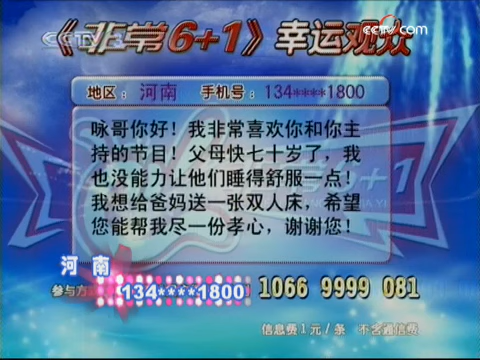 CCTV 3 cctv.com
《非常6+1》幸运观众
地区：河南 手机号：134****1800
咏哥你好！我非常喜欢你和你主
持的节目！父母快七十岁了，我
也没能力让他们睡得舒服一点！
我想给爸妈送一张双人床，希望
您能帮我尽一份孝心，谢谢您！
河南
参与方
134****1800 1066 9999 081
信息费1元/条 不含通信费